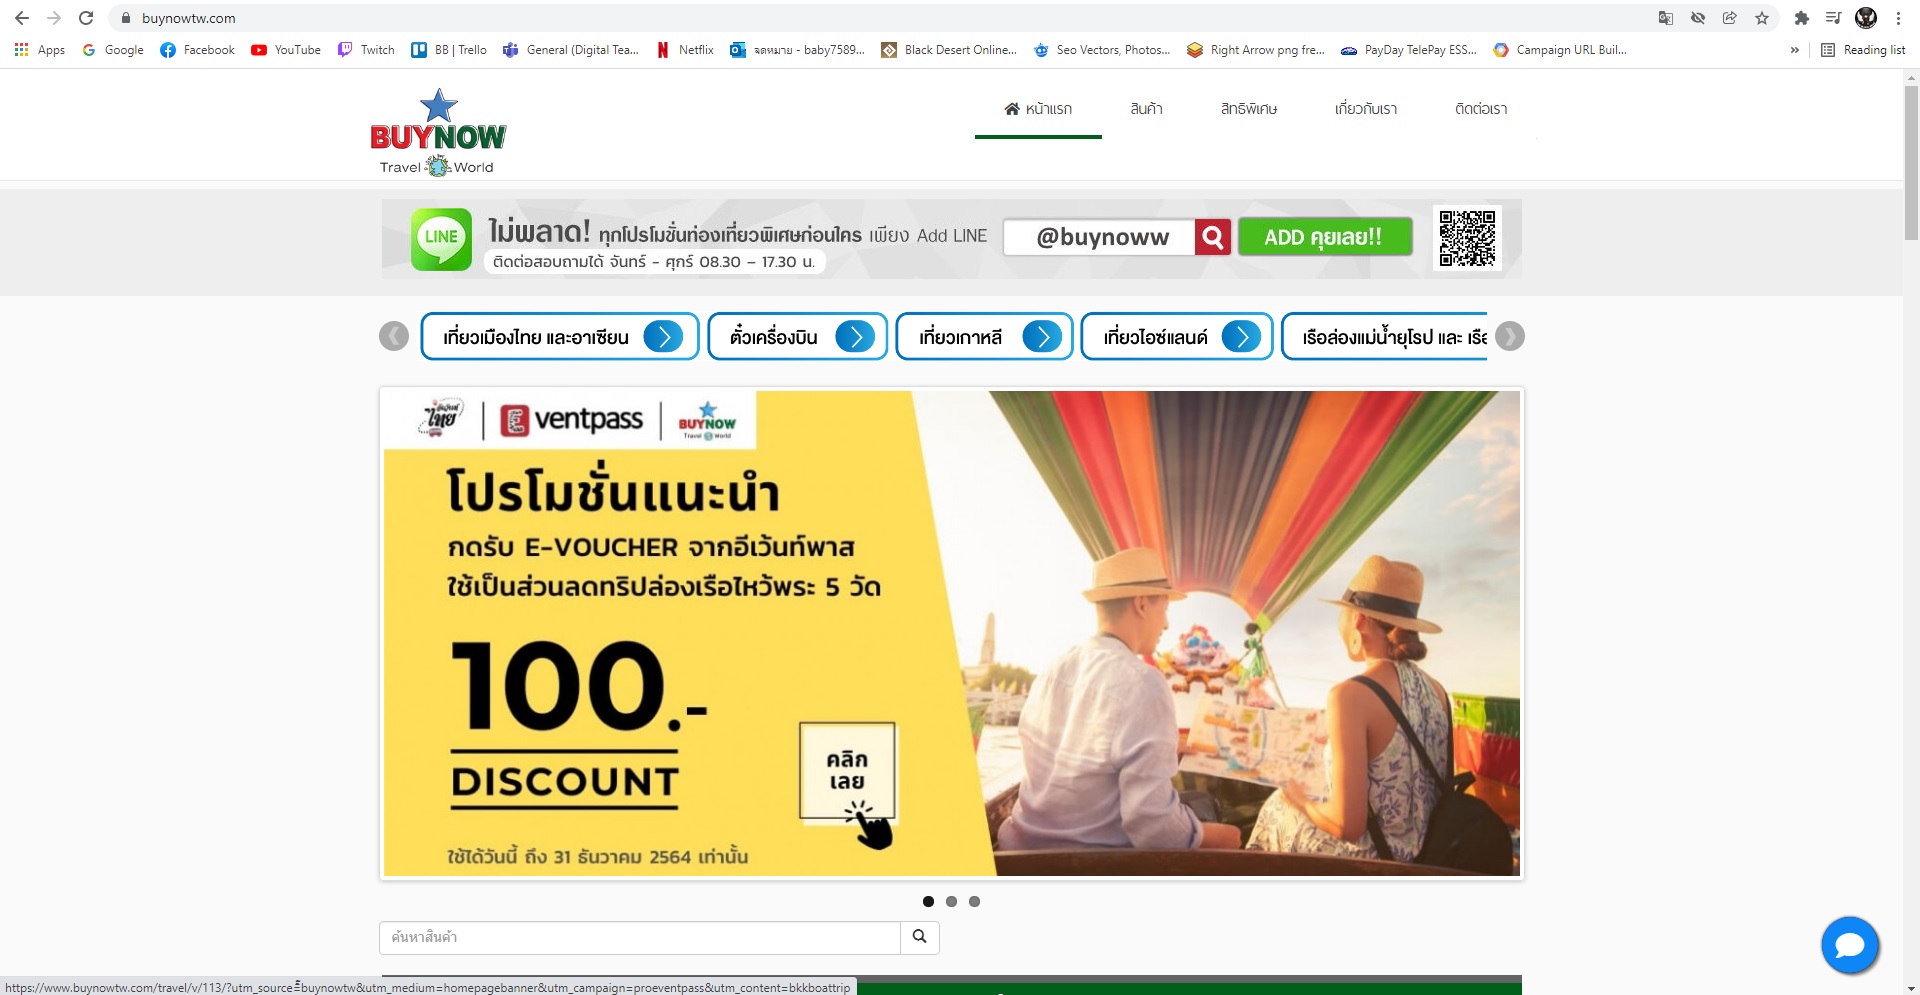 buynowtw.com
Apps Google Facebook YouTube Twitch BB | Trello General (Digital Tea... Netflix จดหมาย - baby7589... Black Desert Online... Seo Vectors, Photos... Right Arrow png fre... PayDay TelePay ESS... Campaign URL Buil... » Reading list
BUYNOW
Travel World
หน้าแรก สินค้า สิทธิพิเศษ เกี่ยวกับเรา ติดต่อเรา
LINE ไม่พลาด! ทุกโปรโมชั่นท่องเที่ยวพิเศษก่อนใคร เพียง Add LINE @buynoww ADD คุยเลย!!
ติดต่อสอบถามได้ จันทร์ - ศุกร์ 08.30 – 17.30 น.
เที่ยวเมืองไทย และอาเซียน ตั๋วเครื่องบิน เที่ยวเกาหลี เที่ยวไอซ์แลนด์ เรือล่องแม่น้ำยุโรป และ เรือ
ไทย | Eventpass | BUYNOW
Travel World
โปรโมชั่นแนะนำ
กดรับ E-VOUCHER จากอีเว้นท์พาส
ใช้เป็นส่วนลดทริปล่องเรือไหว้พระ 5 วัด
100.-
DISCOUNT
คลิก
เลย
ใช้ได้วันนี้ ถึง 31 ธันวาคม 2564 เท่านั้น
ค้นหาสินค้า
https://www.buynowtw.com/travel/v/113/?utm_source=buynowtw&utm_medium=homepagebanner&utm_campaign=proeventpass&utm_content=bkkboattrip